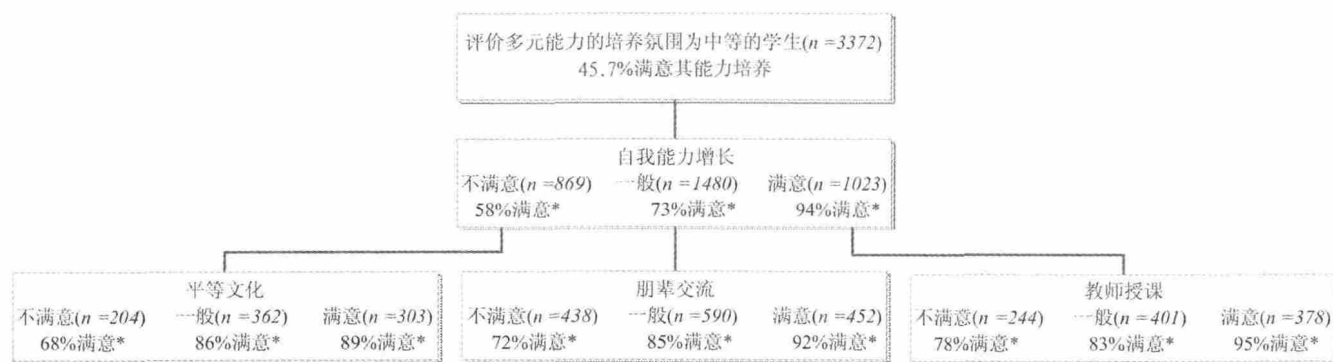 评价多元能力的培养氛围为中等的学生(n =3372)
45.7%满意其能力培养
自我能力增长
不满意(n =869) 一般(n =1480) 满意(n =1023)
58%满意* 73%满意* 94%满意*
平等文化
不满意(n =204) 一般(n =362) 满意(n =303)
68%满意* 86%满意* 89%满意*
朋辈交流
不满意(n =438) 一般(n =590) 满意(n =452)
72%满意* 85%满意* 92%满意*
教师授课
不满意(n =244) 一般(n =401) 满意(n =378)
78%满意* 83%满意* 95%满意*